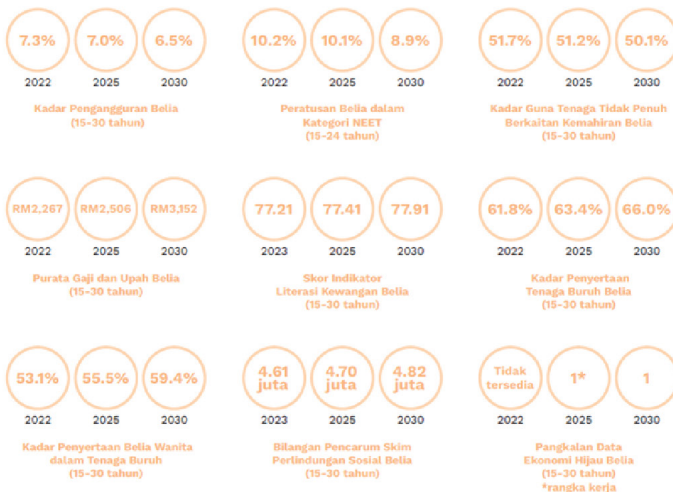 7.3% 7.0% 6.5%
2022 2025 2030
Kadar Pengangguran Belia
(15-30 tahun)
10.2% 10.1% 8.9%
2022 2025 2030
Peratusan Belia dalam
Kategori NEET
(15-24 tahun)
51.7% 51.2% 50.1%
2022 2025 2030
Kadar Guna Tenaga Tidak Penuh
Berkaitan Kemahiran Belia
(15-30 tahun)
RM2,267 RM2,506 RM3,152
2022 2025 2030
Purata Gaji dan Upah Belia
(15-30 tahun)
77.21 77.41 77.91
2023 2025 2030
Skor Indikator
Literasi Kewangan Belia
(15-30 tahun)
61.8% 63.4% 66.0%
2022 2025 2030
Kadar Penyertaan
Tenaga Buruh Belia
(15-30 tahun)
53.1% 55.5% 59.4%
2022 2025 2030
Kadar Penyertaan Belia Wanita
dalam Tenaga Buruh
(15-30 tahun)
4.61 juta 4.70 juta 4.82 juta
2023 2025 2030
Bilangan Pencarum Skim
Perlindungan Sosial Belia
(15-30 tahun)
Tidak tersedia 1* 1
2022 2025 2030
Pangkalan Data
Ekonomi Hijau Belia
(15-30 tahun)
*rangka kerja